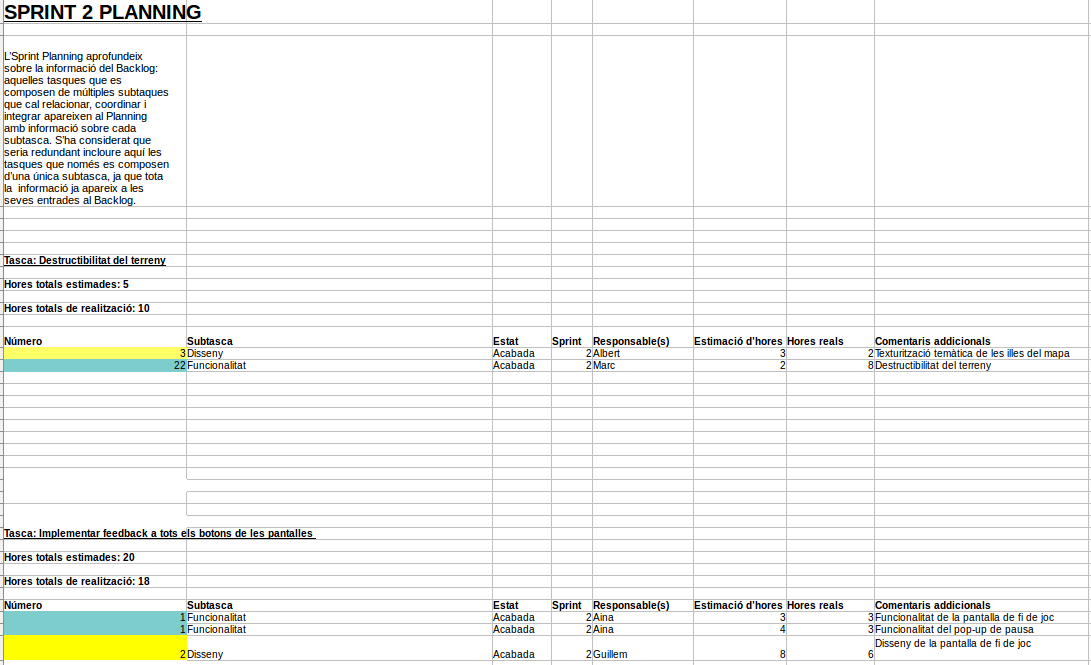 SPRINT 2 PLANNING
L'Sprint Planning aprofundeix
sobre la informació del Backlog:
aquelles tasques que es
composen de múltiples subtaques
que cal relacionar, coordinar i
integrar apareixen al Planning
amb informació sobre cada
subtasca. S'ha considerat que
seria redundant incloure aquí les
tasques que només es composen
d'una única subtasca, ja que tota
la informació ja apareix a les
seves entrades al Backlog.
Tasca: Destructibilitat del terreny
Hores totals estimades: 5
Hores totals de realització: 10
Número Subtasca Estat Sprint Responsable(s) Estimació d'hores Hores reals Comentaris addicionals
3 Disseny Acabada 2 Albert 3 2 Texturització temàtica de les illes del mapa
22 Funcionalitat Acabada 2 Marc 2 8 Destructibilitat del terreny
Tasca: Implementar feedback a tots els botons de les pantalles
Hores totals estimades: 20
Hores totals de realització: 18
Número Subtasca Estat Sprint Responsable(s) Estimació d'hores Hores reals Comentaris addicionals
1 Funcionalitat Acabada 2 Aina 3 3 Funcionalitat de la pantalla de fi de joc
1 Funcionalitat Acabada 2 Aina 4 3 Funcionalitat del pop-up de pausa
2 Disseny Acabada 2 Guillem 8 6 Disseny de la pantalla de fi de joc